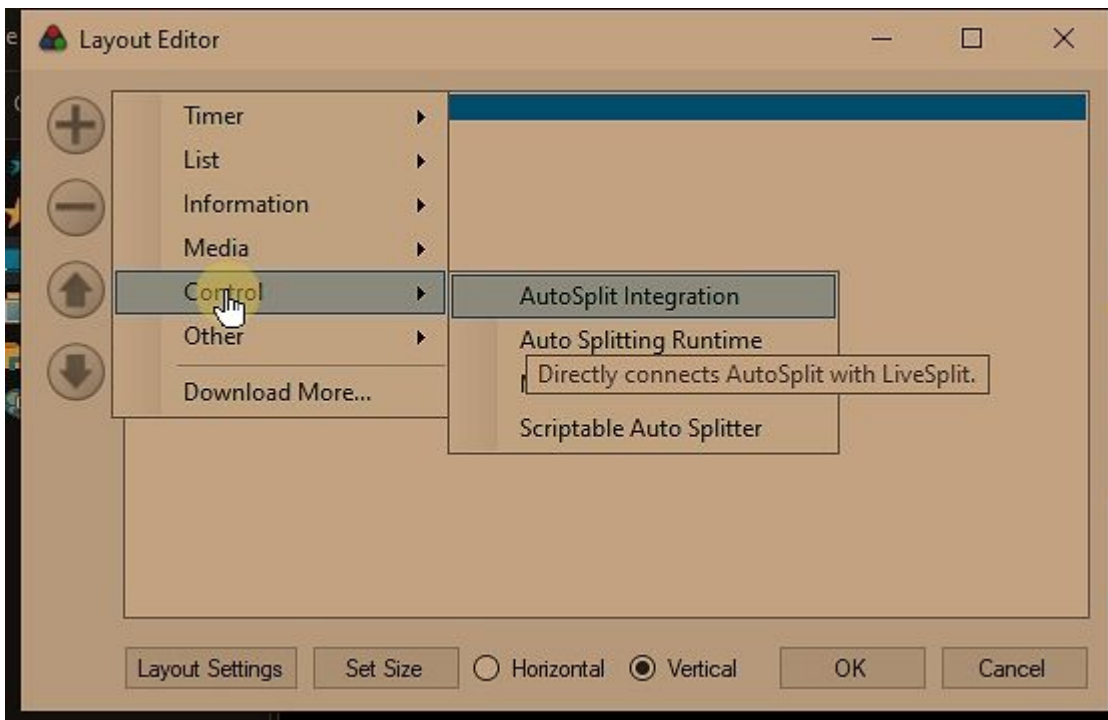 Layout Editor
Timer
List
Information
Media
Control
Other
Download More...
AutoSplit Integration
Auto Splitting Runtime
Directly connects AutoSplit with LiveSplit.
Scriptable Auto Splitter
Layout Settings
Set Size
Horizontal
Vertical
OK
Cancel